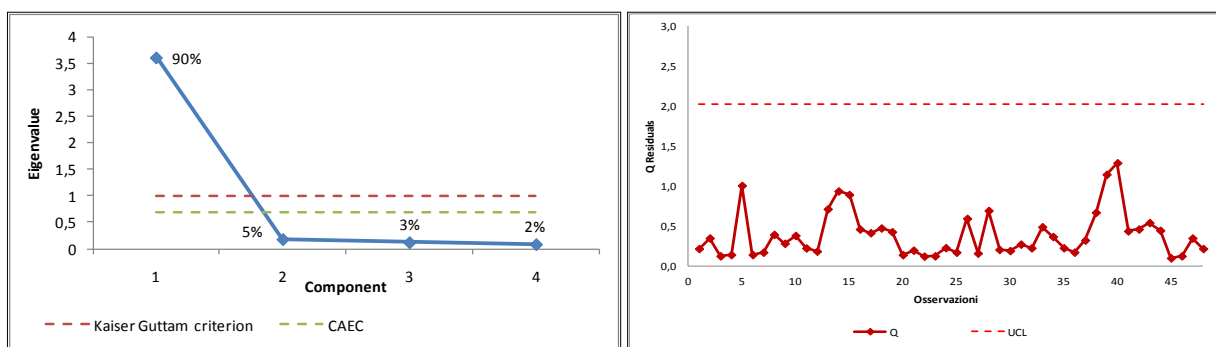 Eigenvalue
4
3,5
3
2,5
2
1,5
1
0,5
0
90%
5%
3%
2%
1 2 3 4
Component
Kaiser Guttam criterion CAEC
Q Residuals
3,0
2,5
2,0
1,5
1,0
0,5
0,0
0 5 10 15 20 25 30 35 40 45
Osservazioni
Q UCL